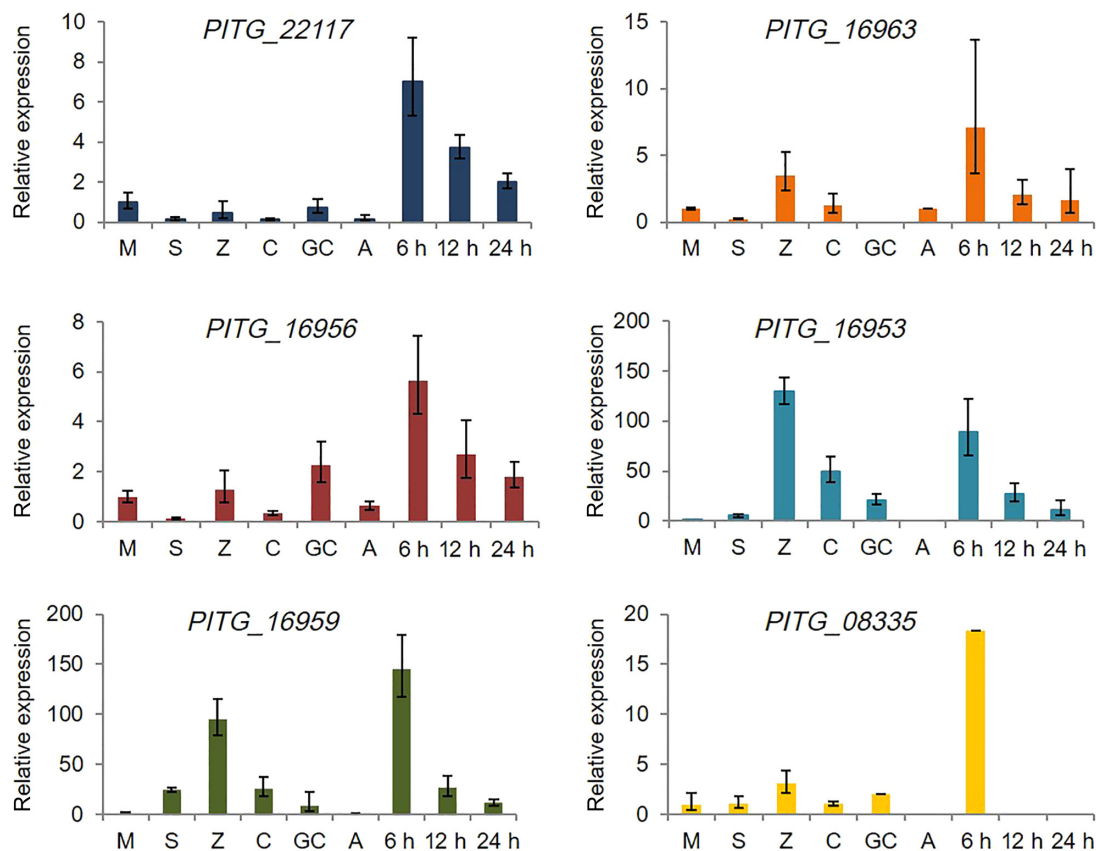 PITG_22117
Relative expression
10
8
6
4
2
0
M S Z C GC A 6 h 12 h 24 h
PITG_16963
Relative expression
15
10
5
0
M S Z C GC A 6 h 12 h 24 h
PITG_16956
Relative expression
8
6
4
2
0
M S Z C GC A 6 h 12 h 24 h
PITG_16953
Relative expression
200
150
100
50
0
M S Z C GC A 6 h 12 h 24 h
PITG_16959
Relative expression
200
150
100
50
0
M S Z C GC A 6 h 12 h 24 h
PITG_08335
Relative expression
20
15
10
5
0
M S Z C GC A 6 h 12 h 24 h